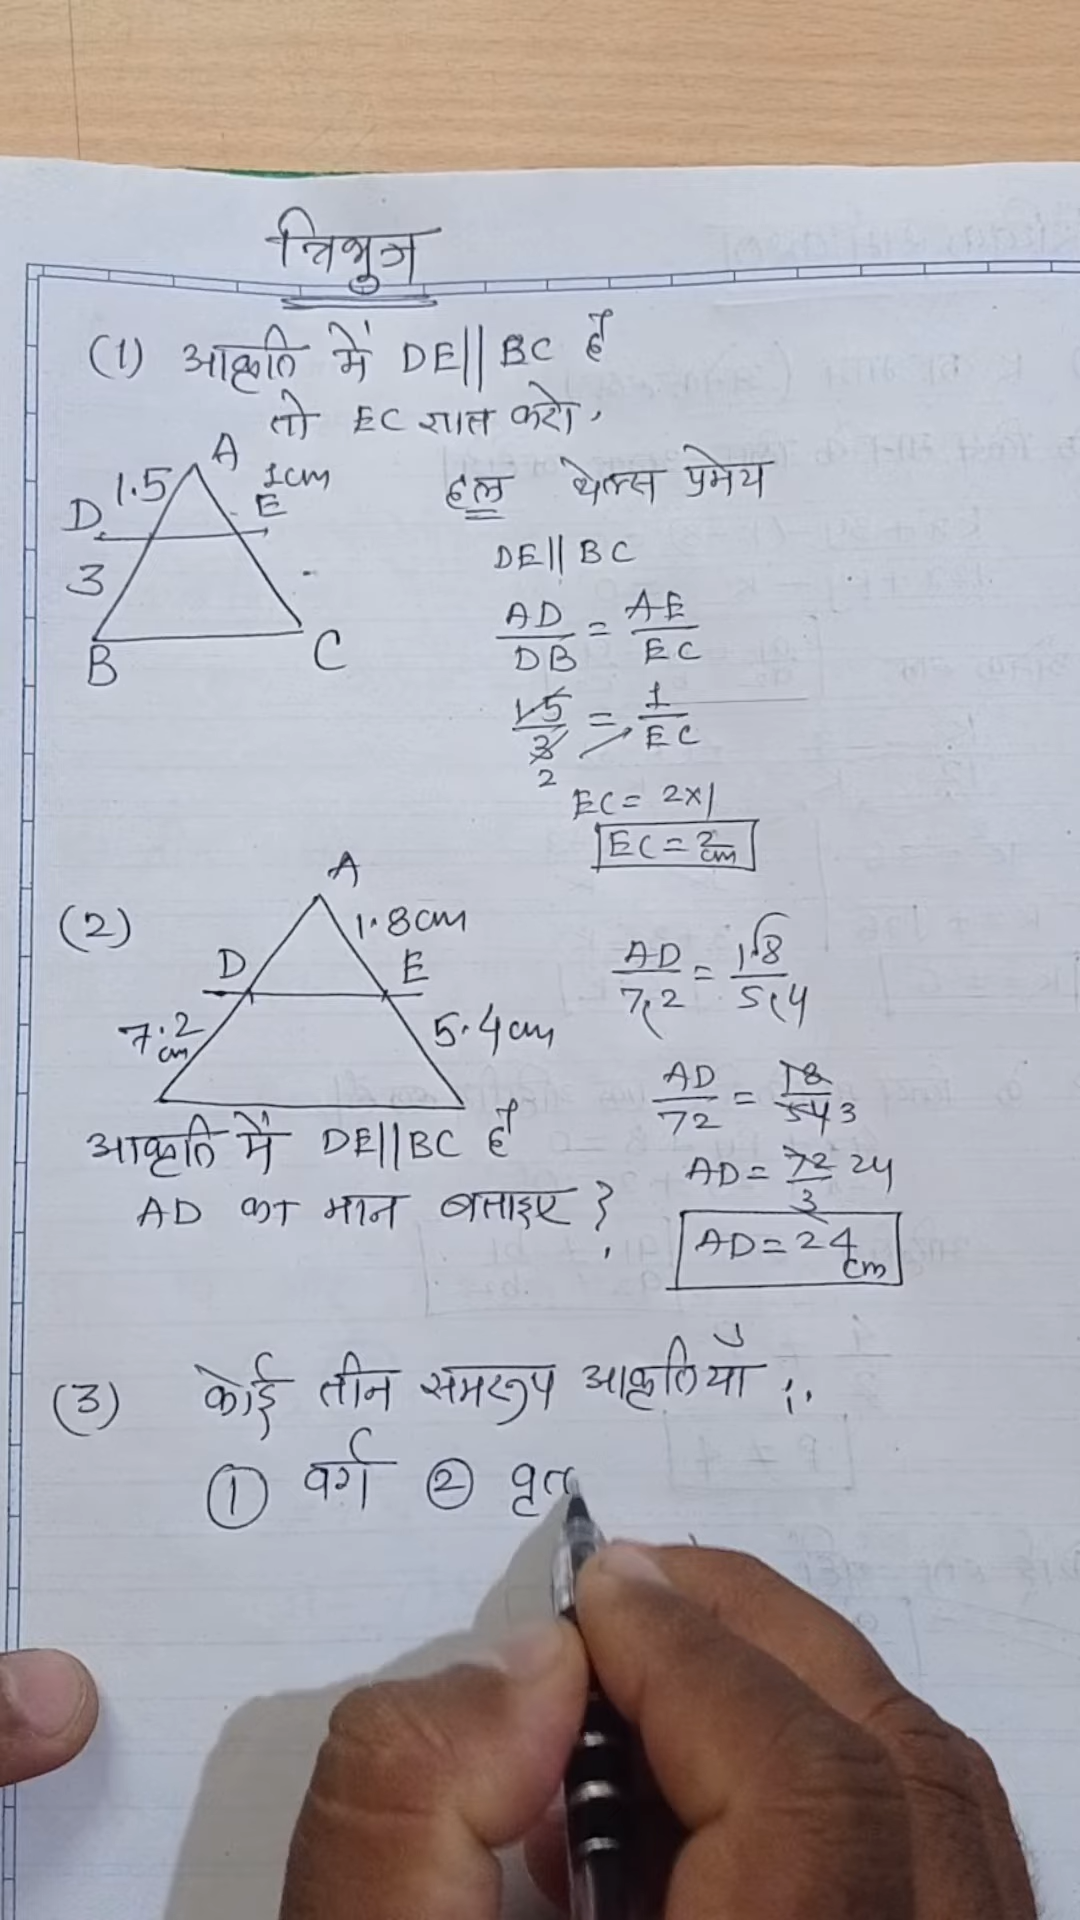 त्रिभुज
(1) आकृति में DE||BC है
तो EC ज्ञात करो,
A
1.5
1cm
D
E
3
B
C
हल थेल्स प्रमेय
DE||BC
AD/DB = AE/EC
1.5/3 = 1/EC
2
EC = 2×1
EC = 2 cm
(2)
A
1.8cm
D
E
7.2 cm
5.4cm
आकृति में DE||BC है
AD का मान बताइए?
AD/7.2 = 1.8/5.4
AD/72 = 18/54 3
AD = 72/3 24
AD = 24 cm
(3) कोई तीन समरूप आकृतियाँ :.
① वर्ग ② वृत